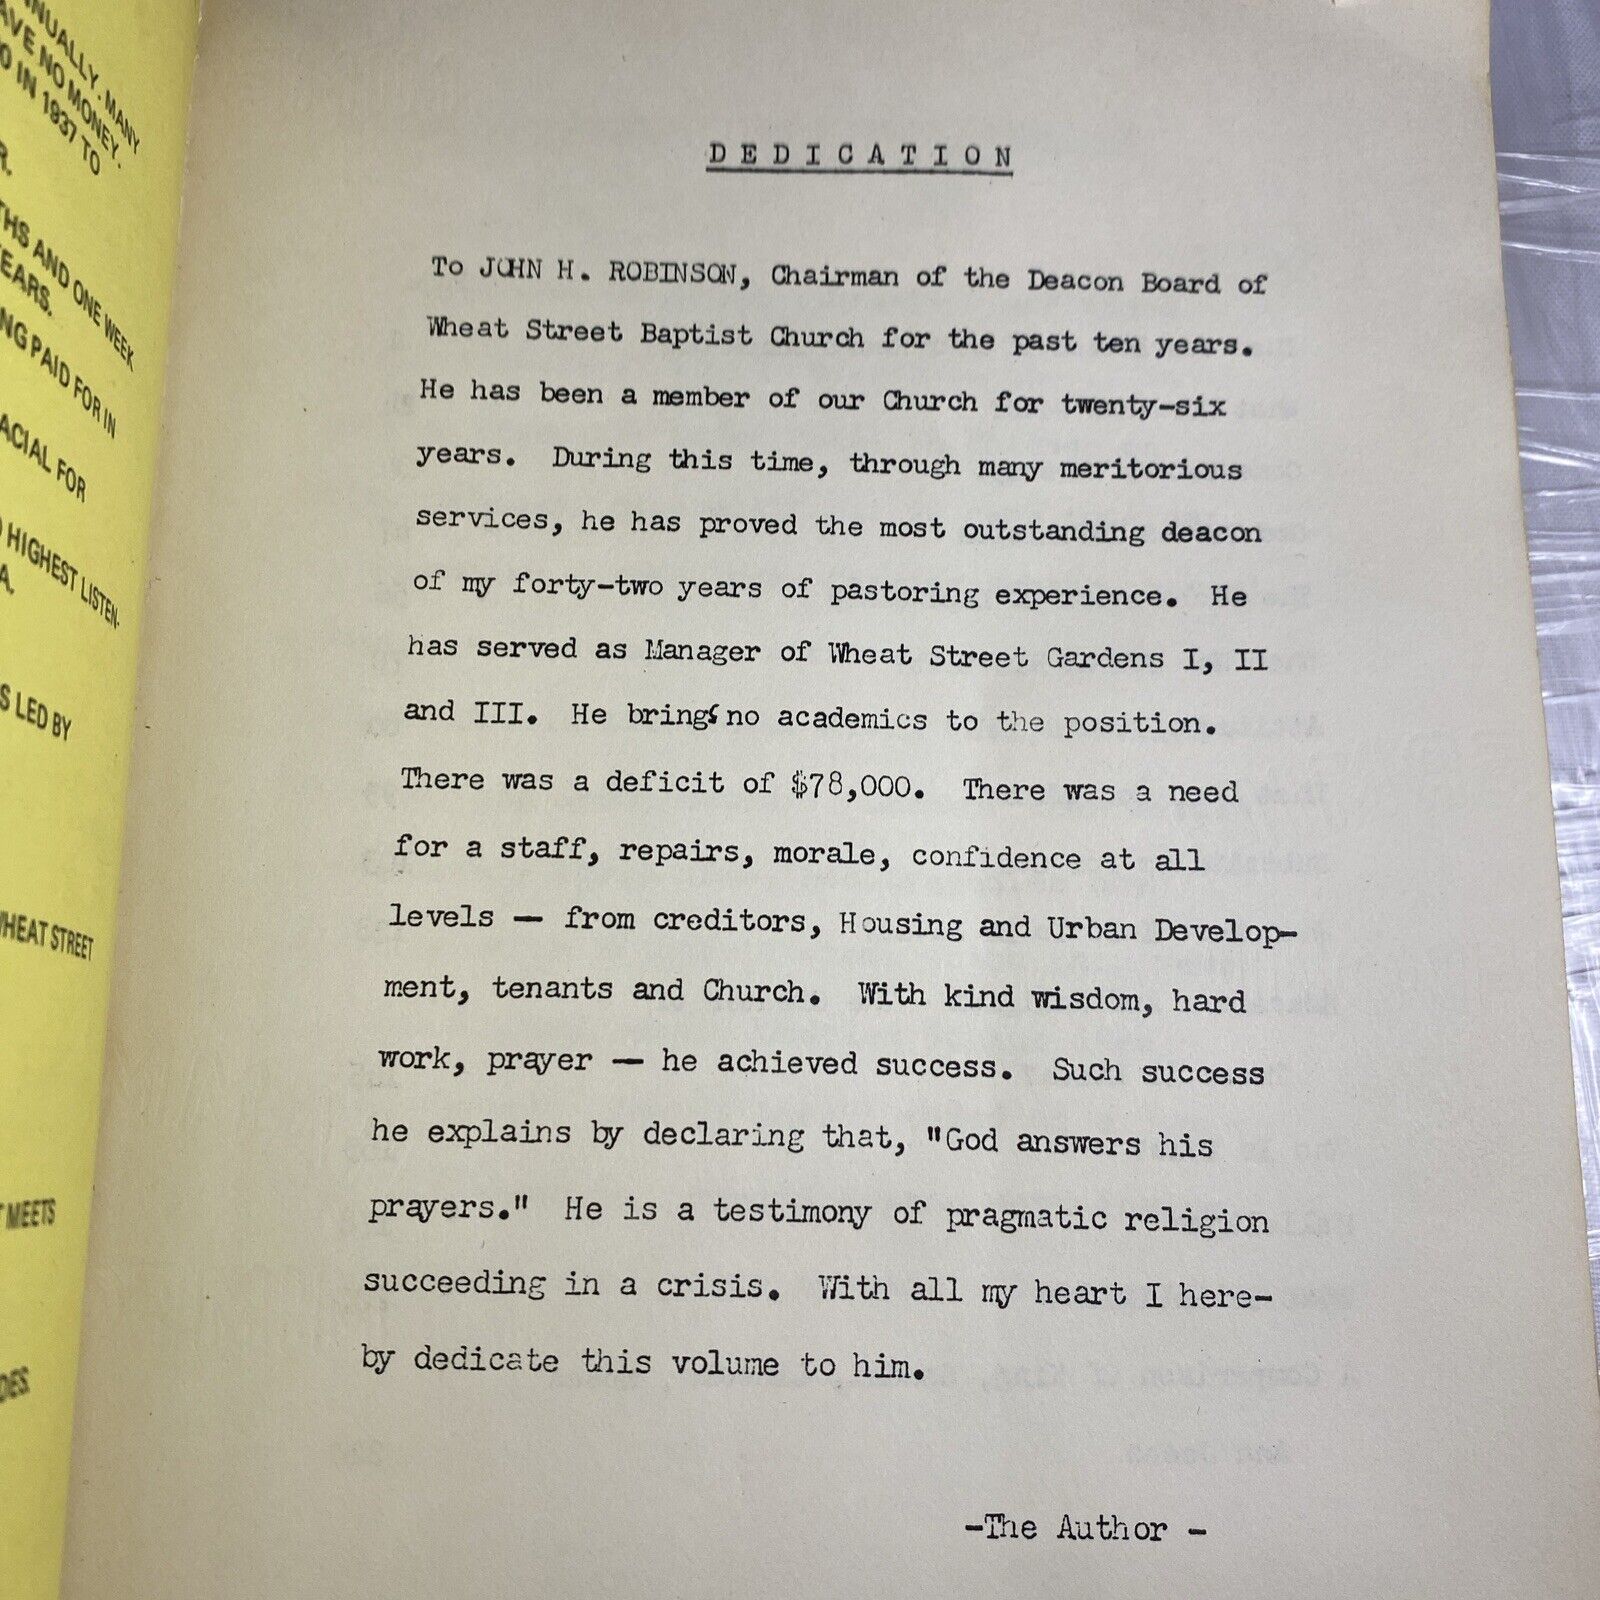 NUALLY. MANY
AVE NO MONEY.
IN 1937 TO
R.
THS AND ONE WEEK
EARS.
NG PAID FOR IN
ACIAL FOR
HIGHEST LISTEN-
A.
S LED BY
WHEAT STREET
MEETS
DES
DEDICATION
To JOHN H. ROBINSON, Chairman of the Deacon Board of
Wheat Street Baptist Church for the past ten years.
He has been a member of our Church for twenty-six
years. During this time, through many meritorious
services, he has proved the most outstanding deacon
of my forty-two years of pastoring experience. He
has served as Manager of Wheat Street Gardens I, II
and III. He brings no academics to the position.
There was a deficit of $78,000. There was a need
for a staff, repairs, morale, confidence at all
levels — from creditors, Housing and Urban Develop-
ment, tenants and Church. With kind wisdom, hard
work, prayer — he achieved success. Such success
he explains by declaring that, "God answers his
prayers." He is a testimony of pragmatic religion
succeeding in a crisis. With all my heart I here-
by dedicate this volume to him.
-The Author -